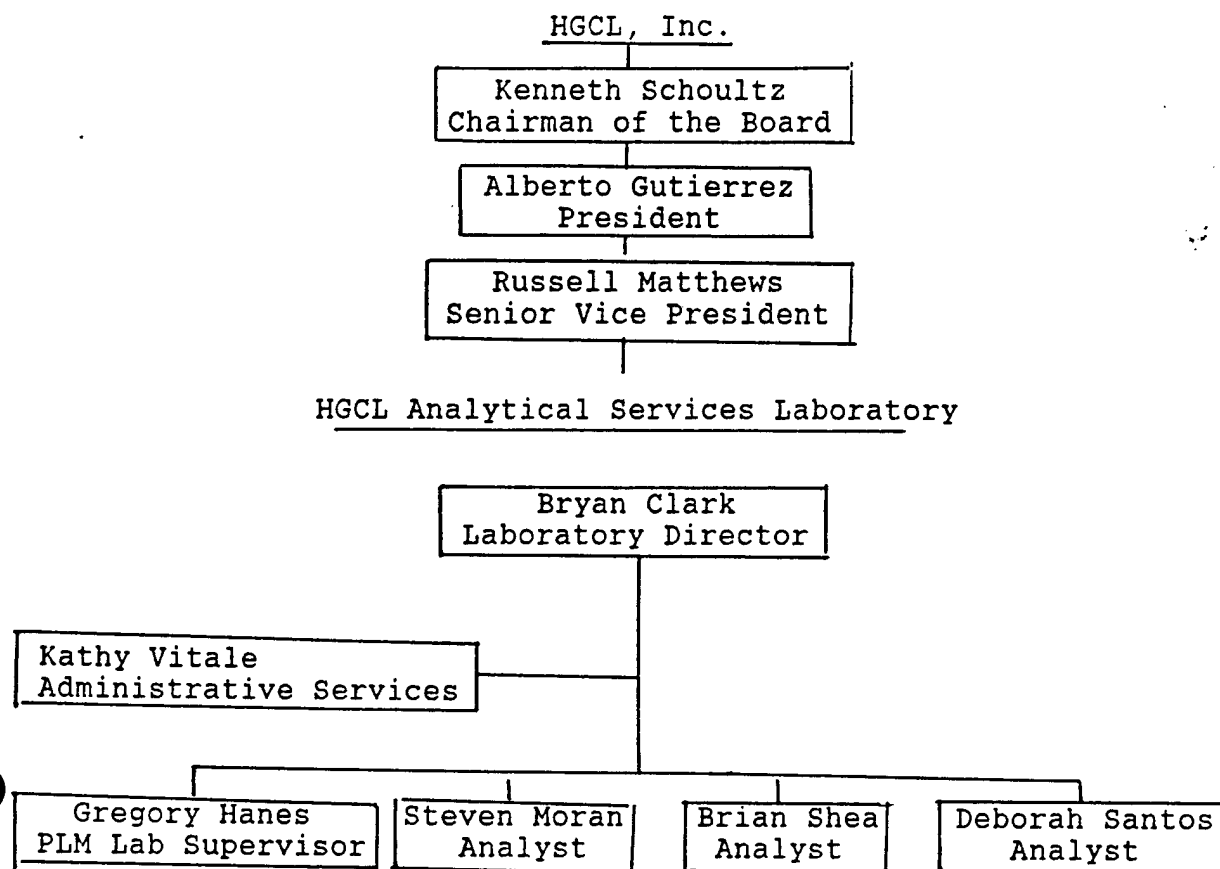 HGCL, Inc.
Kenneth Schoultz
Chairman of the Board
Alberto Gutierrez
President
Russell Matthews
Senior Vice President
HGCL Analytical Services Laboratory
Bryan Clark
Laboratory Director
Kathy Vitale
Administrative Services
Gregory Hanes
PLM Lab Supervisor
Steven Moran
Analyst
Brian Shea
Analyst
Deborah Santos
Analyst